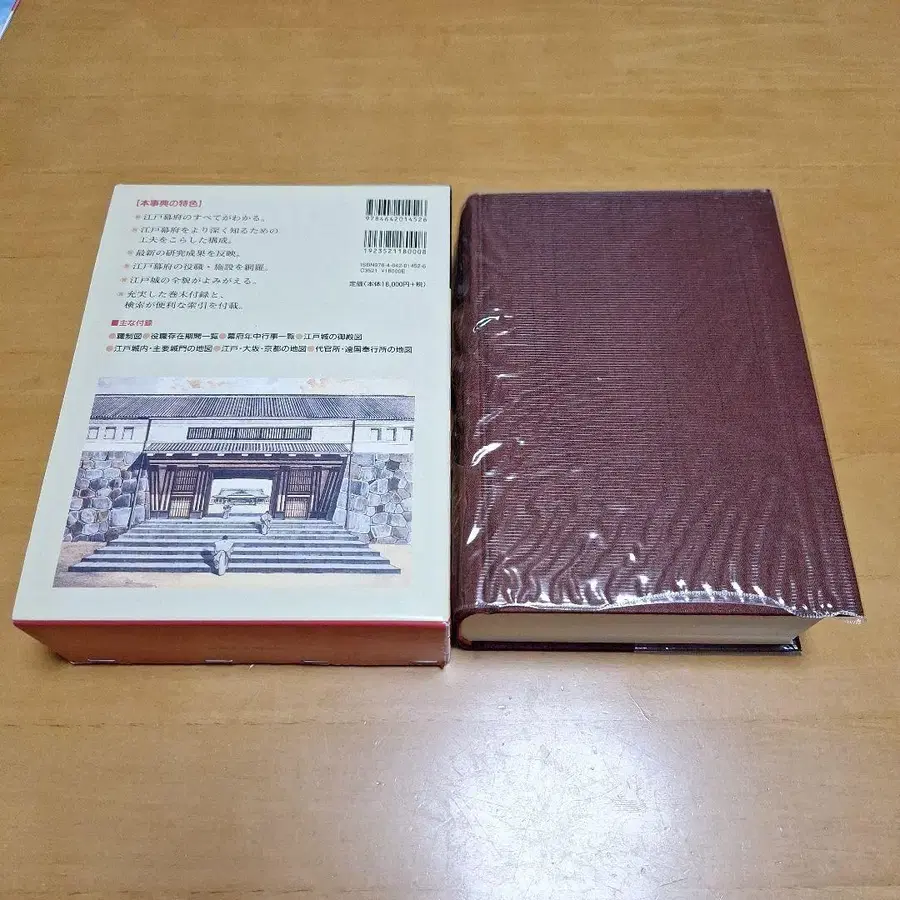 【本事典の特色】
●江戸幕府のすべてがわかる。
●江戸幕府をより深く知るための
工夫をこらした構成。
●最新の研究成果を反映。
●江戸幕府の役職・施設を網羅。
●江戸城の全貌がよみがえる。
●充実した巻末付録と、
検索が便利な索引を付載。
■主な付録
●職制図●役職存在期間一覧●幕府年中行事一覧●江戸城の御殿図
●江戸城内・主要城門の地図●江戸・大坂・京都の地図●代官所・遠国奉行所の地図
9784642014526
1923521180008
ISBN978-4-642-01452-6
C3521 ¥18000E
定価(本体18,000円+税)